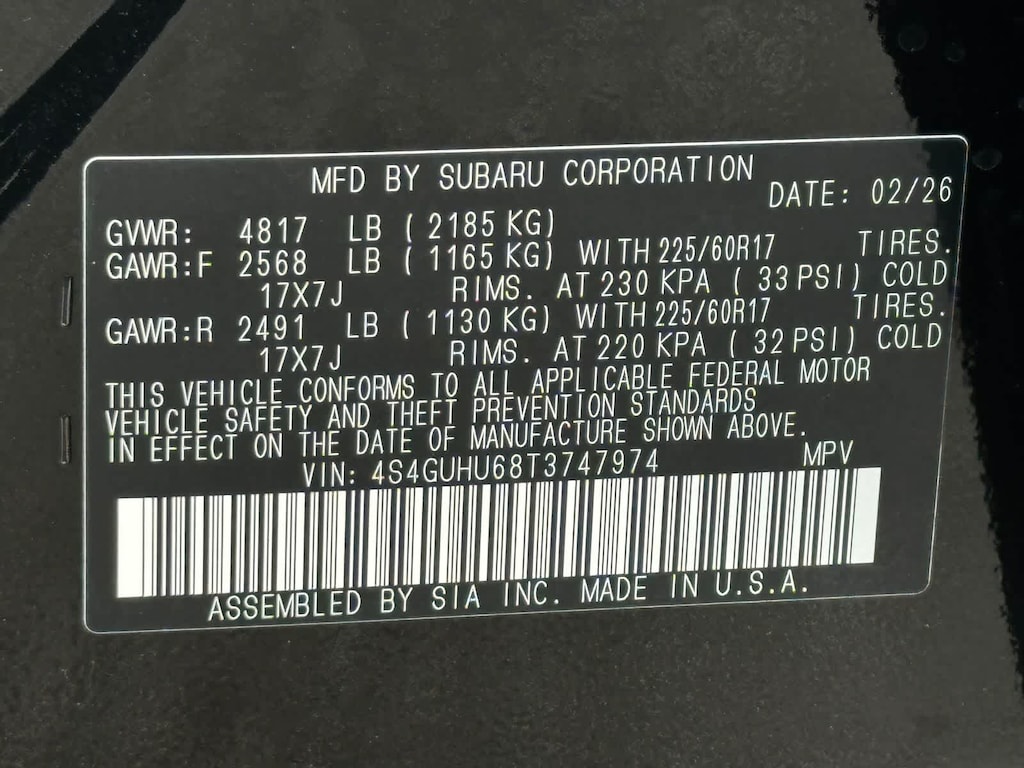 MFD BY SUBARU CORPORATION
DATE: 02/26
GVWR: 4817 LB ( 2185 KG)
GAWR:F 2568 LB ( 1165 KG) WITH 225/60R17 TIRES.
17X7J RIMS. AT 230 KPA ( 33 PSI) COLD
GAWR:R 2491 LB ( 1130 KG) WITH 225/60R17 TIRES.
17X7J RIMS. AT 220 KPA ( 32 PSI) COLD
THIS VEHICLE CONFORMS TO ALL APPLICABLE FEDERAL MOTOR
VEHICLE SAFETY AND THEFT PREVENTION STANDARDS
IN EFFECT ON THE DATE OF MANUFACTURE SHOWN ABOVE.
VIN: 4S4GUHU68T3747974 MPV
ASSEMBLED BY SIA INC. MADE IN U.S.A.